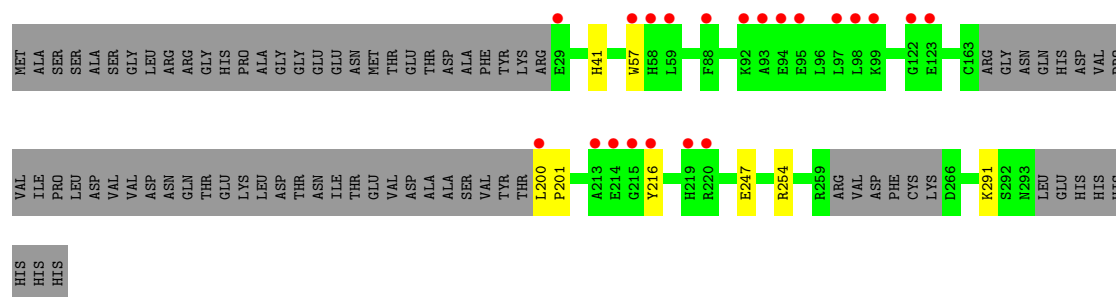 MET ALA SER SER ALA SER GLY LEU ARG ARG GLY HIS PRO ALA GLY GLY GLU GLU ASN MET THR GLU THR ASP ALA PHE TYR LYS ARG E29 H41 W57 H58 L59 F88 K92 A93 E94 E95 L96 L97 L98 K99 G122 E123 C163 ARG GLY ASN GLN HIS ASP VAL PRO
VAL ILE PRO LEU ASP VAL VAL ASP ASN GLN THR GLU LYS LEU ASP THR ASN ILE THR GLU VAL ASP ALA ALA SER VAL TYR THR L200 P201 A213 E214 G215 Y216 H219 R220 E247 R254 R259 ARG VAL ASP PHE CYS LYS D266 K291 S292 N293 LEU GLU HIS HIS HIS
HIS HIS HIS